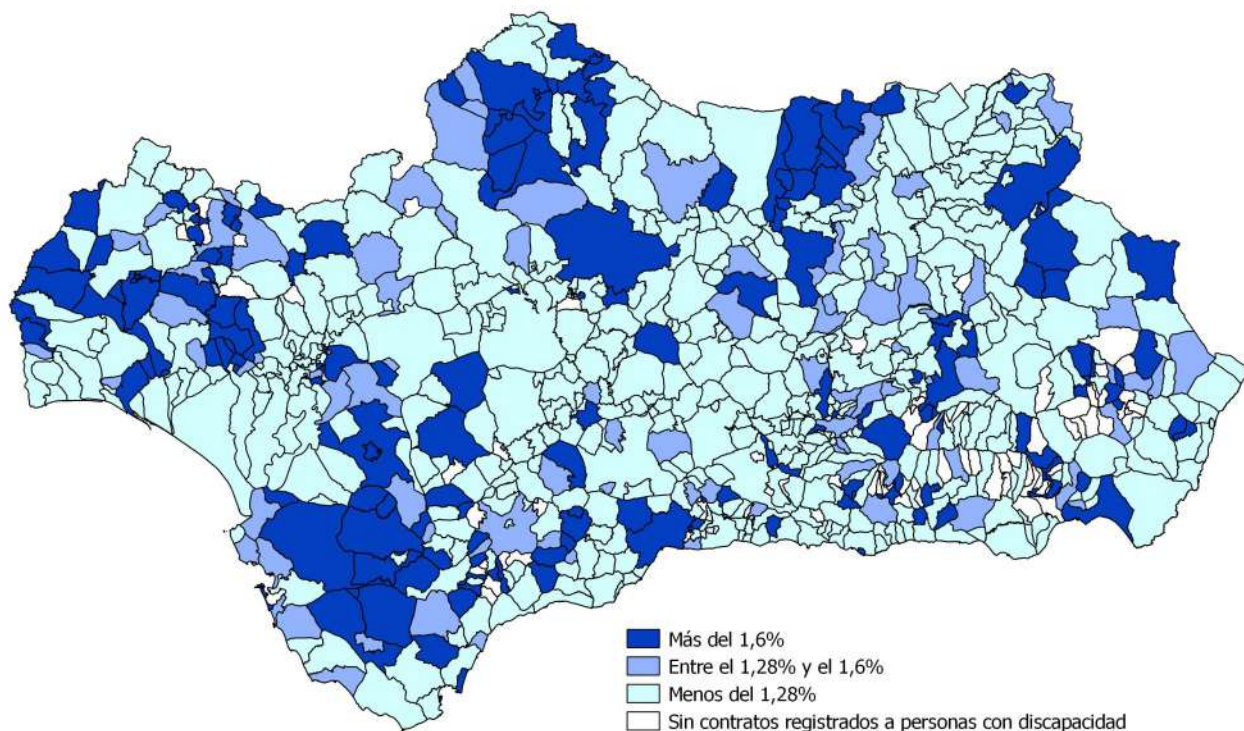 Más del 1,6%
Entre el 1,28% y el 1,6%
Menos del 1,28%
Sin contratos registrados a personas con discapacidad